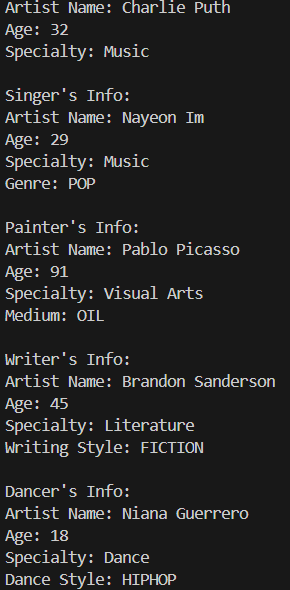 Artist Name: Charlie Puth
Age: 32
Specialty: Music

Singer's Info:
Artist Name: Nayeon Im
Age: 29
Specialty: Music
Genre: POP

Painter's Info:
Artist Name: Pablo Picasso
Age: 91
Specialty: Visual Arts
Medium: OIL

Writer's Info:
Artist Name: Brandon Sanderson
Age: 45
Specialty: Literature
Writing Style: FICTION

Dancer's Info:
Artist Name: Niana Guerrero
Age: 18
Specialty: Dance
Dance Style: HIPHOP